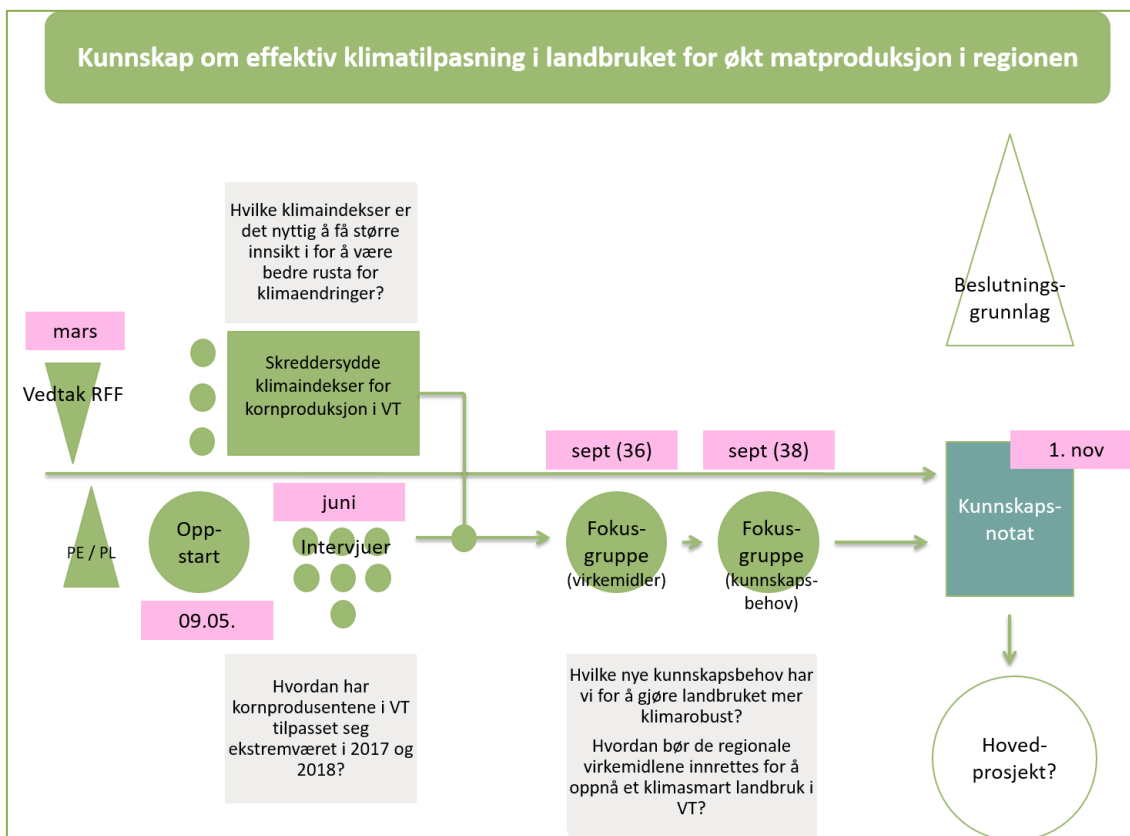 Kunnskap om effektiv klimatilpasning i landbruket for økt matproduksjon i regionen
Hvilke klimaindekser er
det nyttig å få større
innsikt i for å være
bedre rusta for
klimaendringer?
Beslutnings-
grunnlag
mars
Vedtak RFF
Skreddersydde
klimaindekser for
kornproduksjon i VT
sept (36)
sept (38)
1. nov
Kunnskaps-
notat
PE / PL
Opp-
start
09.05.
juni
Intervjuer
Fokus-
gruppe
(virkemidler)
Fokus-
gruppe
(kunnskaps-
behov)
Hvordan har
kornprodusentene i VT
tilpasset seg
ekstremværet i 2017 og
2018?
Hvilke nye kunnskapsbehov har
vi for å gjøre landbruket mer
klimarobust?
Hvordan bør de regionale
virkemidlene innrettes for å
oppnå et klimasmart landbruk i
VT?
Hoved-
prosjekt?